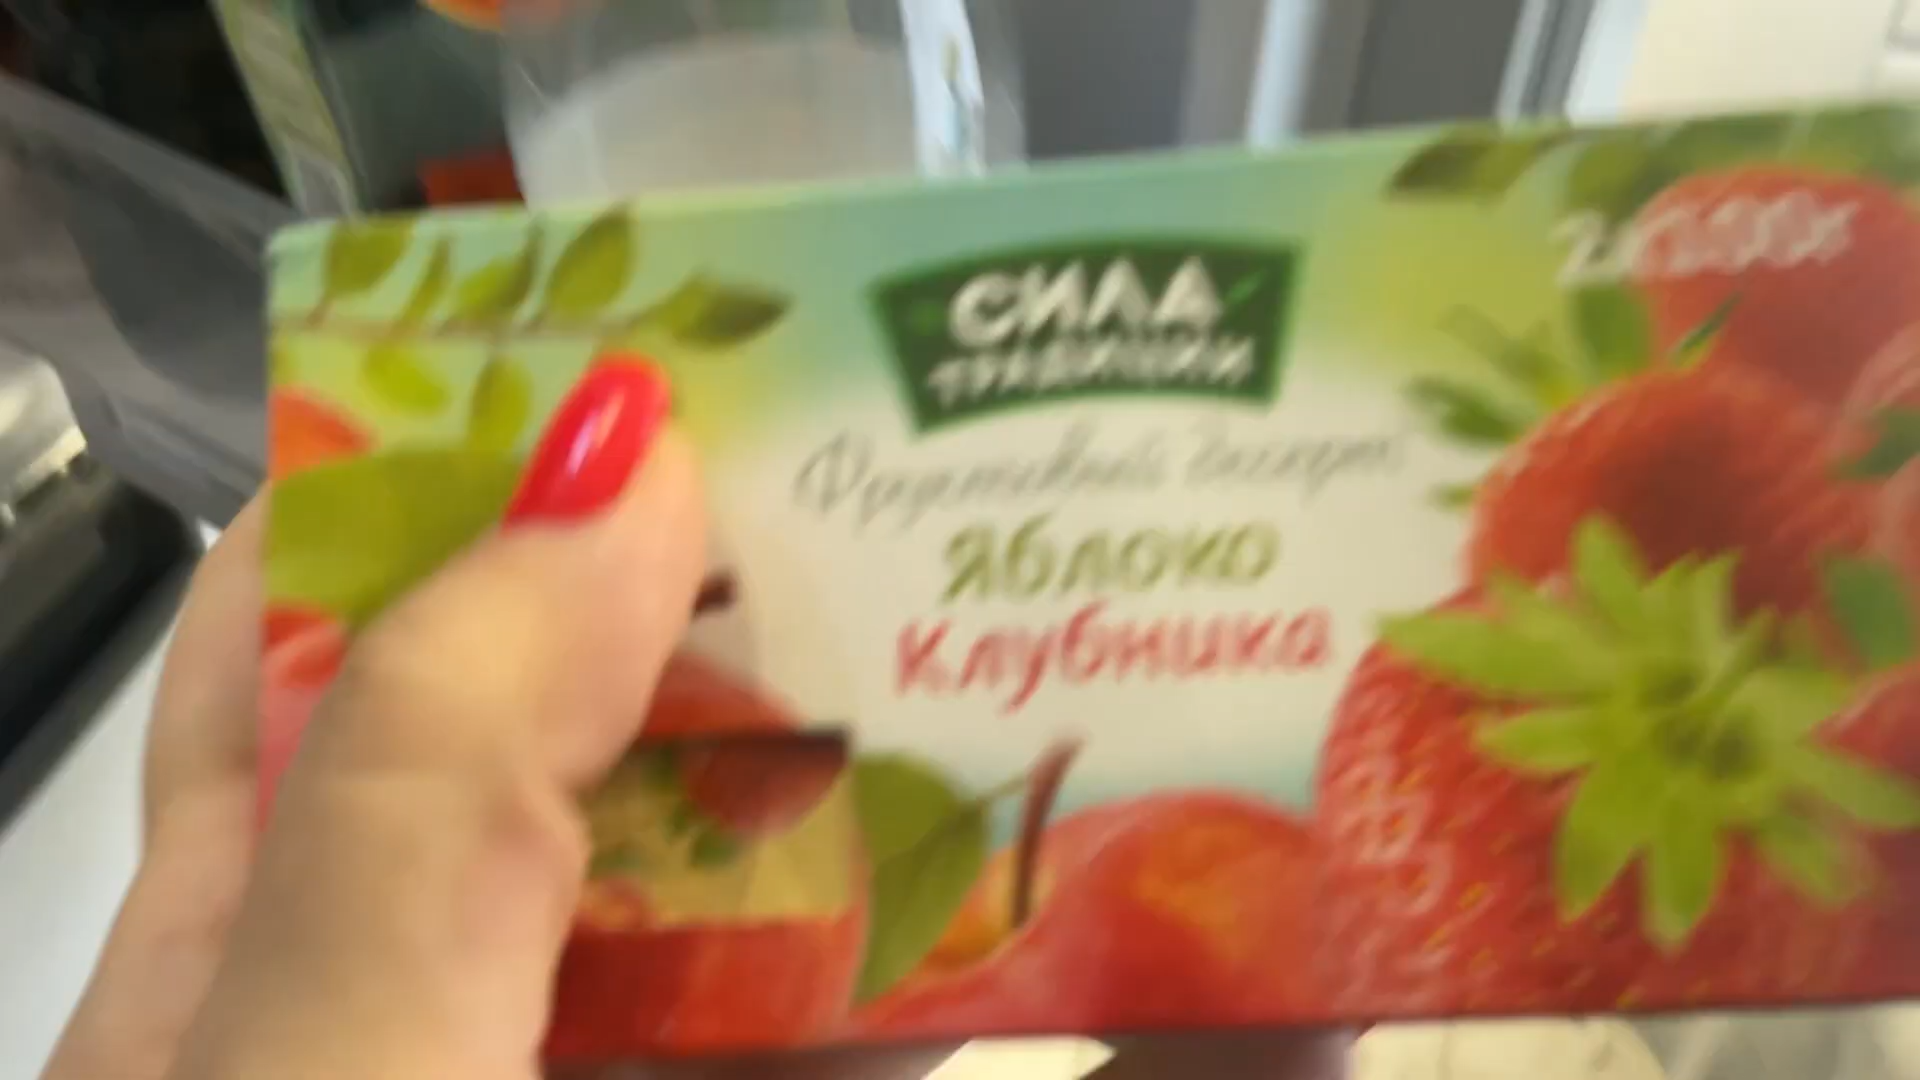 СИЛА
ТРАДИЦИИ
Фруктовый десерт
Яблоко
Клубника